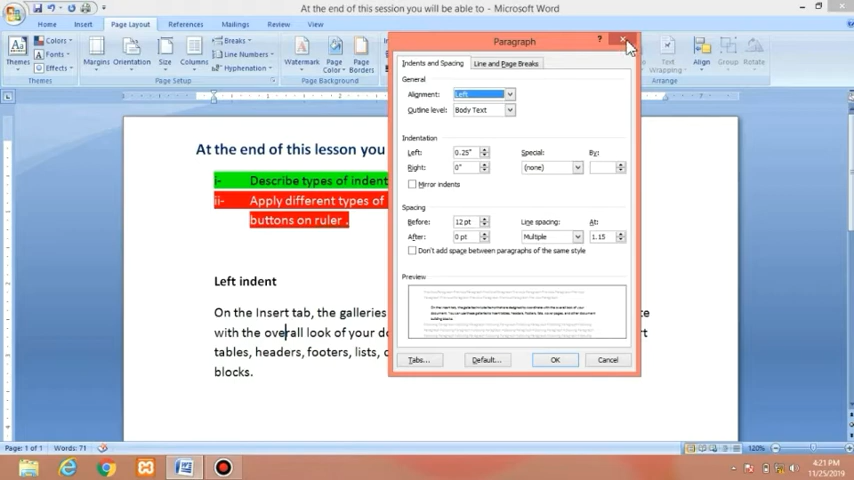 At the end of this session you will be able to - Microsoft Word
Home Insert Page Layout References Mailings Review View
Themes
Colors
Fonts
Effects
Margins Orientation Size Columns
Breaks
Line Numbers
Hyphenation
Page Setup
Watermark Page Color Page Borders
Page Background
Text Wrapping
Align Group Rotate
Arrange
Paragraph
?
Indents and Spacing Line and Page Breaks
General
Alignment: Left
Outline level: Body Text
Indentation
Left: 0.25" Special: By:
Right: 0" (none)
Mirror indents
Spacing
Before: 12 pt Line spacing: At:
After: 0 pt Multiple 1.15
Don't add space between paragraphs of the same style
Preview
Tabs... Default... OK Cancel
At the end of this lesson you
i- Describe types of indent
ii- Apply different types of
buttons on ruler .
Left indent
On the Insert tab, the galleries
with the overall look of your
tables, headers, footers, lists,
blocks.
Page: 1 of 1 Words: 71
120%
4:21 PM
11/25/2019